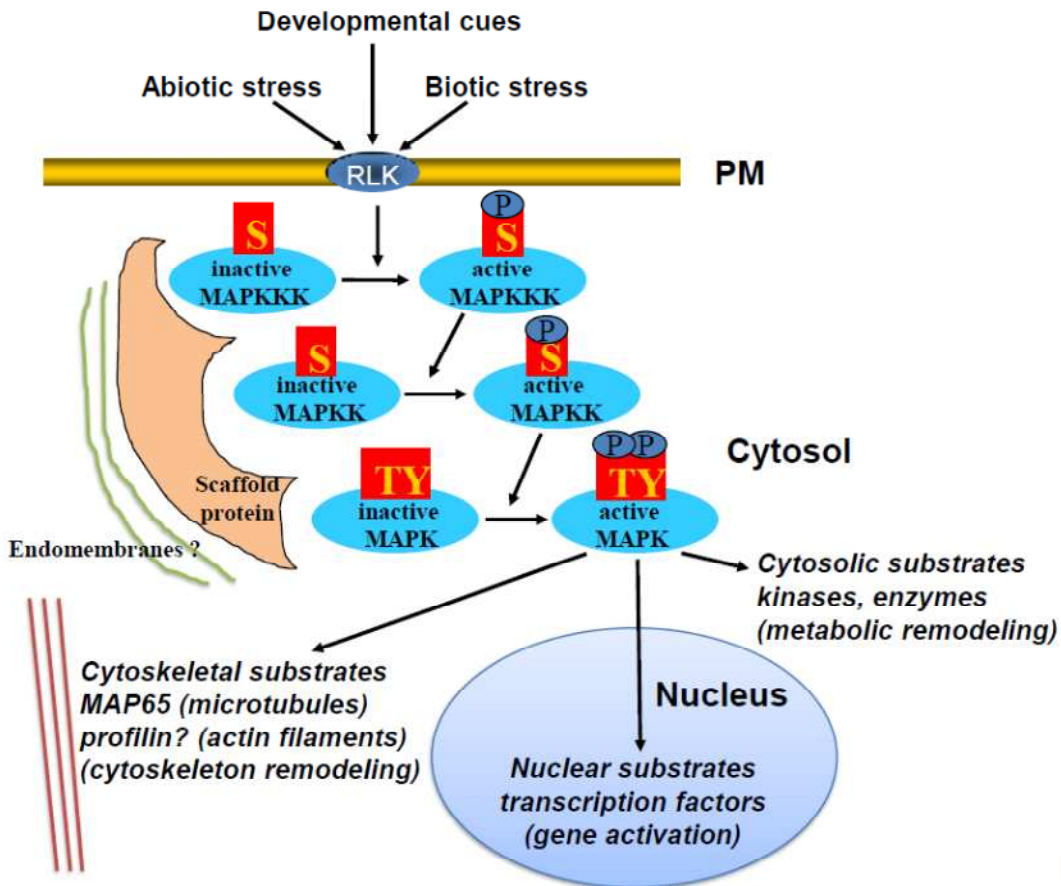 Developmental cues
Abiotic stress
Biotic stress
RLK
PM
S
inactive
MAPKKK
P
S
active
MAPKKK
S
inactive
MAPKK
P
S
active
MAPKK
TY
inactive
MAPK
P P
TY
active
MAPK
Cytosol
Scaffold
protein
Endomembranes ?
Cytosolic substrates
kinases, enzymes
(metabolic remodeling)
Cytoskeletal substrates
MAP65 (microtubules)
profilin? (actin filaments)
(cytoskeleton remodeling)
Nucleus
Nuclear substrates
transcription factors
(gene activation)